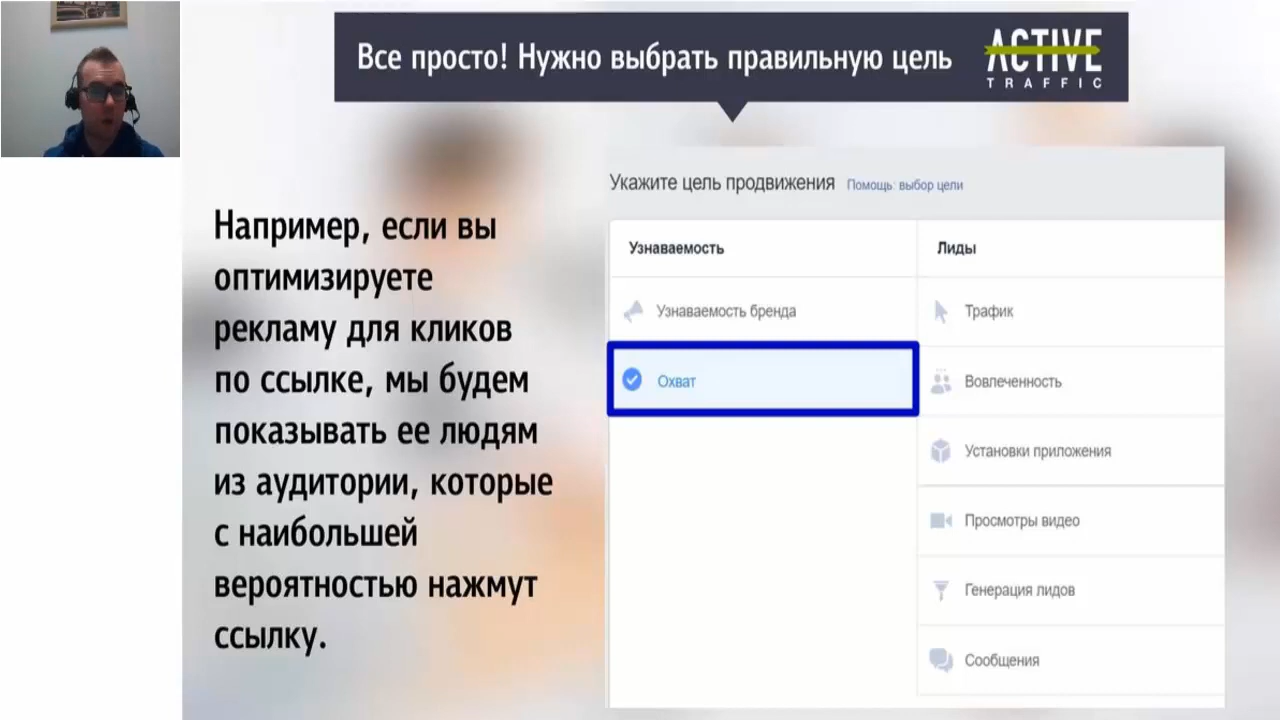 Все просто! Нужно выбрать правильную цель
ACTIVE
TRAFFIC
Например, если вы
оптимизируете
рекламу для кликов
по ссылке, мы будем
показывать ее людям
из аудитории, которые
с наибольшей
вероятностью нажмут
ссылку.
Укажите цель продвижения Помощь: выбор цели
Узнаваемость
Узнаваемость бренда
Охват
Лиды
Трафик
Вовлеченность
Установки приложения
Просмотры видео
Генерация лидов
Сообщения